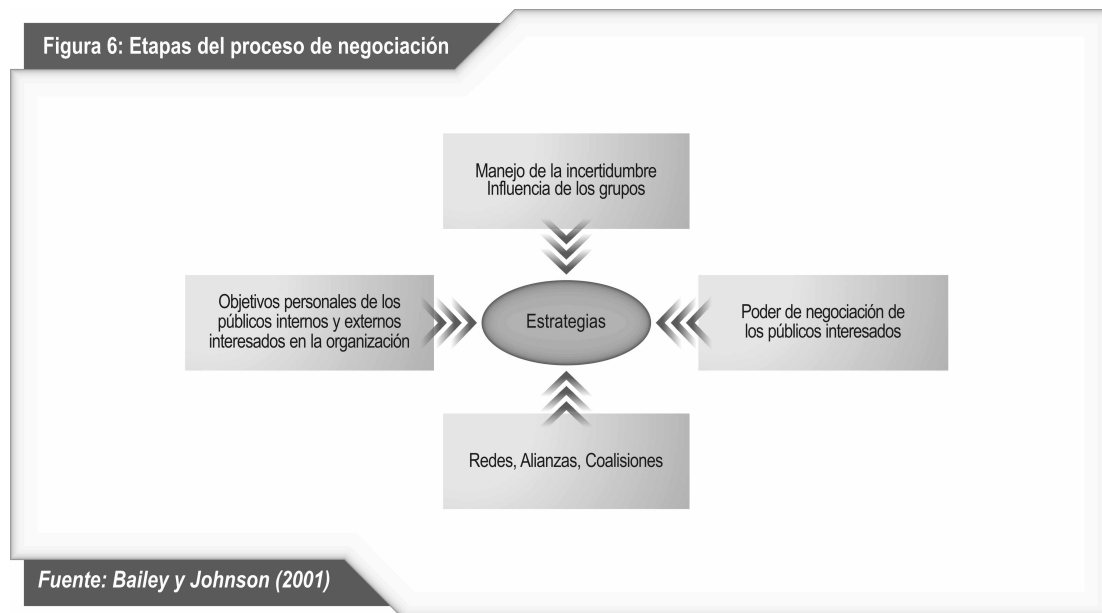 Figura 6: Etapas del proceso de negociación
Manejo de la incertidumbre
Influencia de los grupos
Objetivos personales de los
públicos internos y externos
interesados en la organización
Estrategias
Poder de negociación de
los públicos interesados
Redes, Alianzas, Coalisiones
Fuente: Bailey y Johnson (2001)